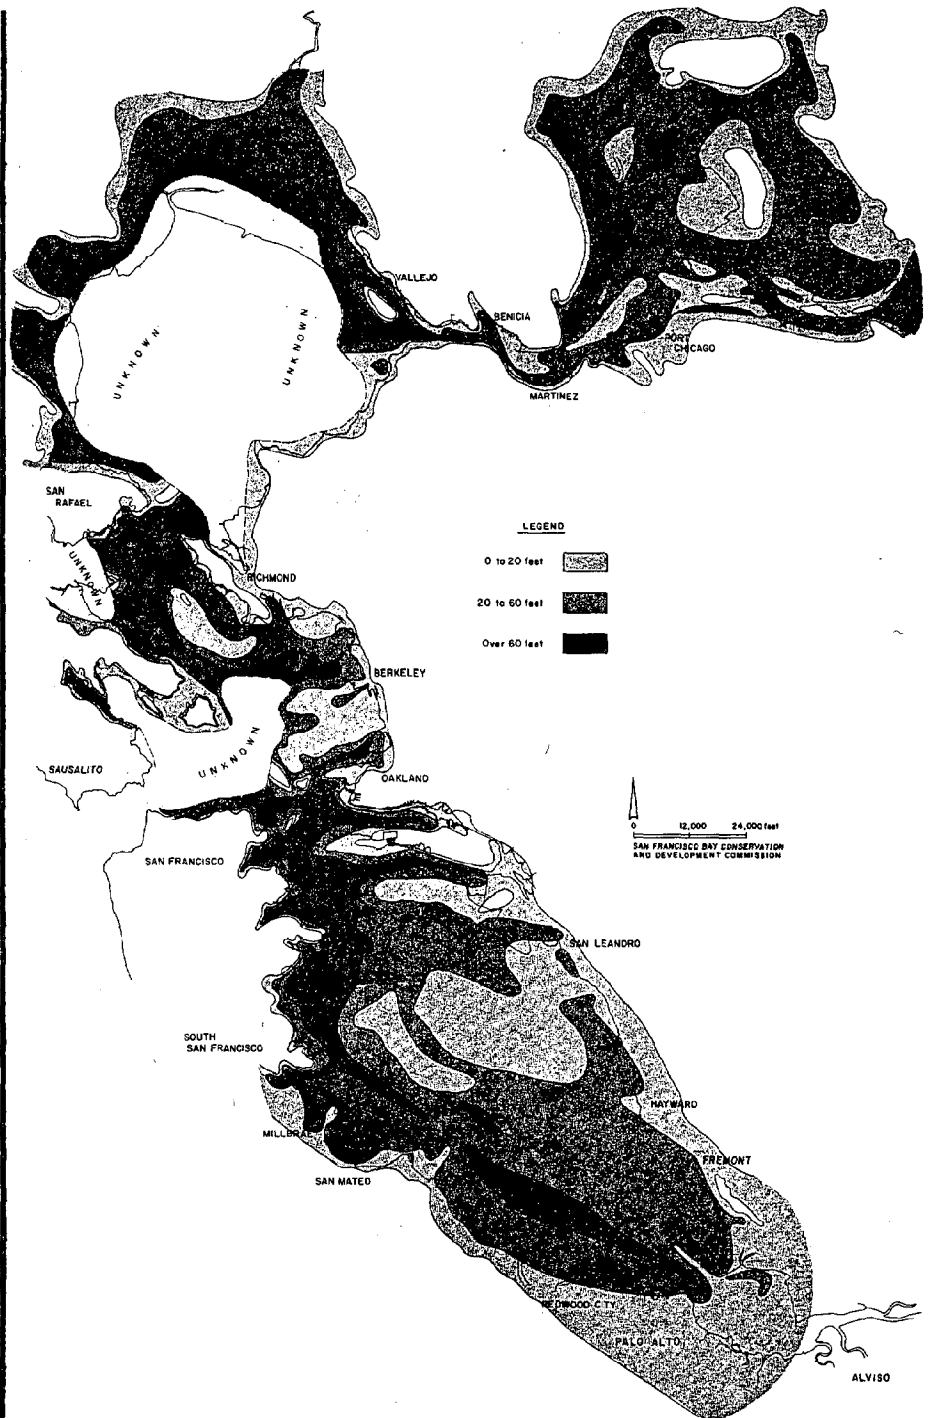 VALLEJO
BENICIA
PORT
CHICAGO
MARTINEZ
UNKNOWN
UNKNOWN
SAN
RAFAEL
UNKNOWN
RICHMOND
LEGEND
0 to 20 feet
20 to 60 feet
Over 60 feet
BERKELEY
UNKNOWN
SAUSALITO
OAKLAND
0 12,000 24,000 feet
SAN FRANCISCO BAY CONSERVATION
AND DEVELOPMENT COMMISSION
SAN FRANCISCO
SAN LEANDRO
SOUTH
SAN FRANCISCO
HAYWARD
MILLBRAE
FREMONT
SAN MATEO
REDWOOD CITY
PALO ALTO
ALVISO